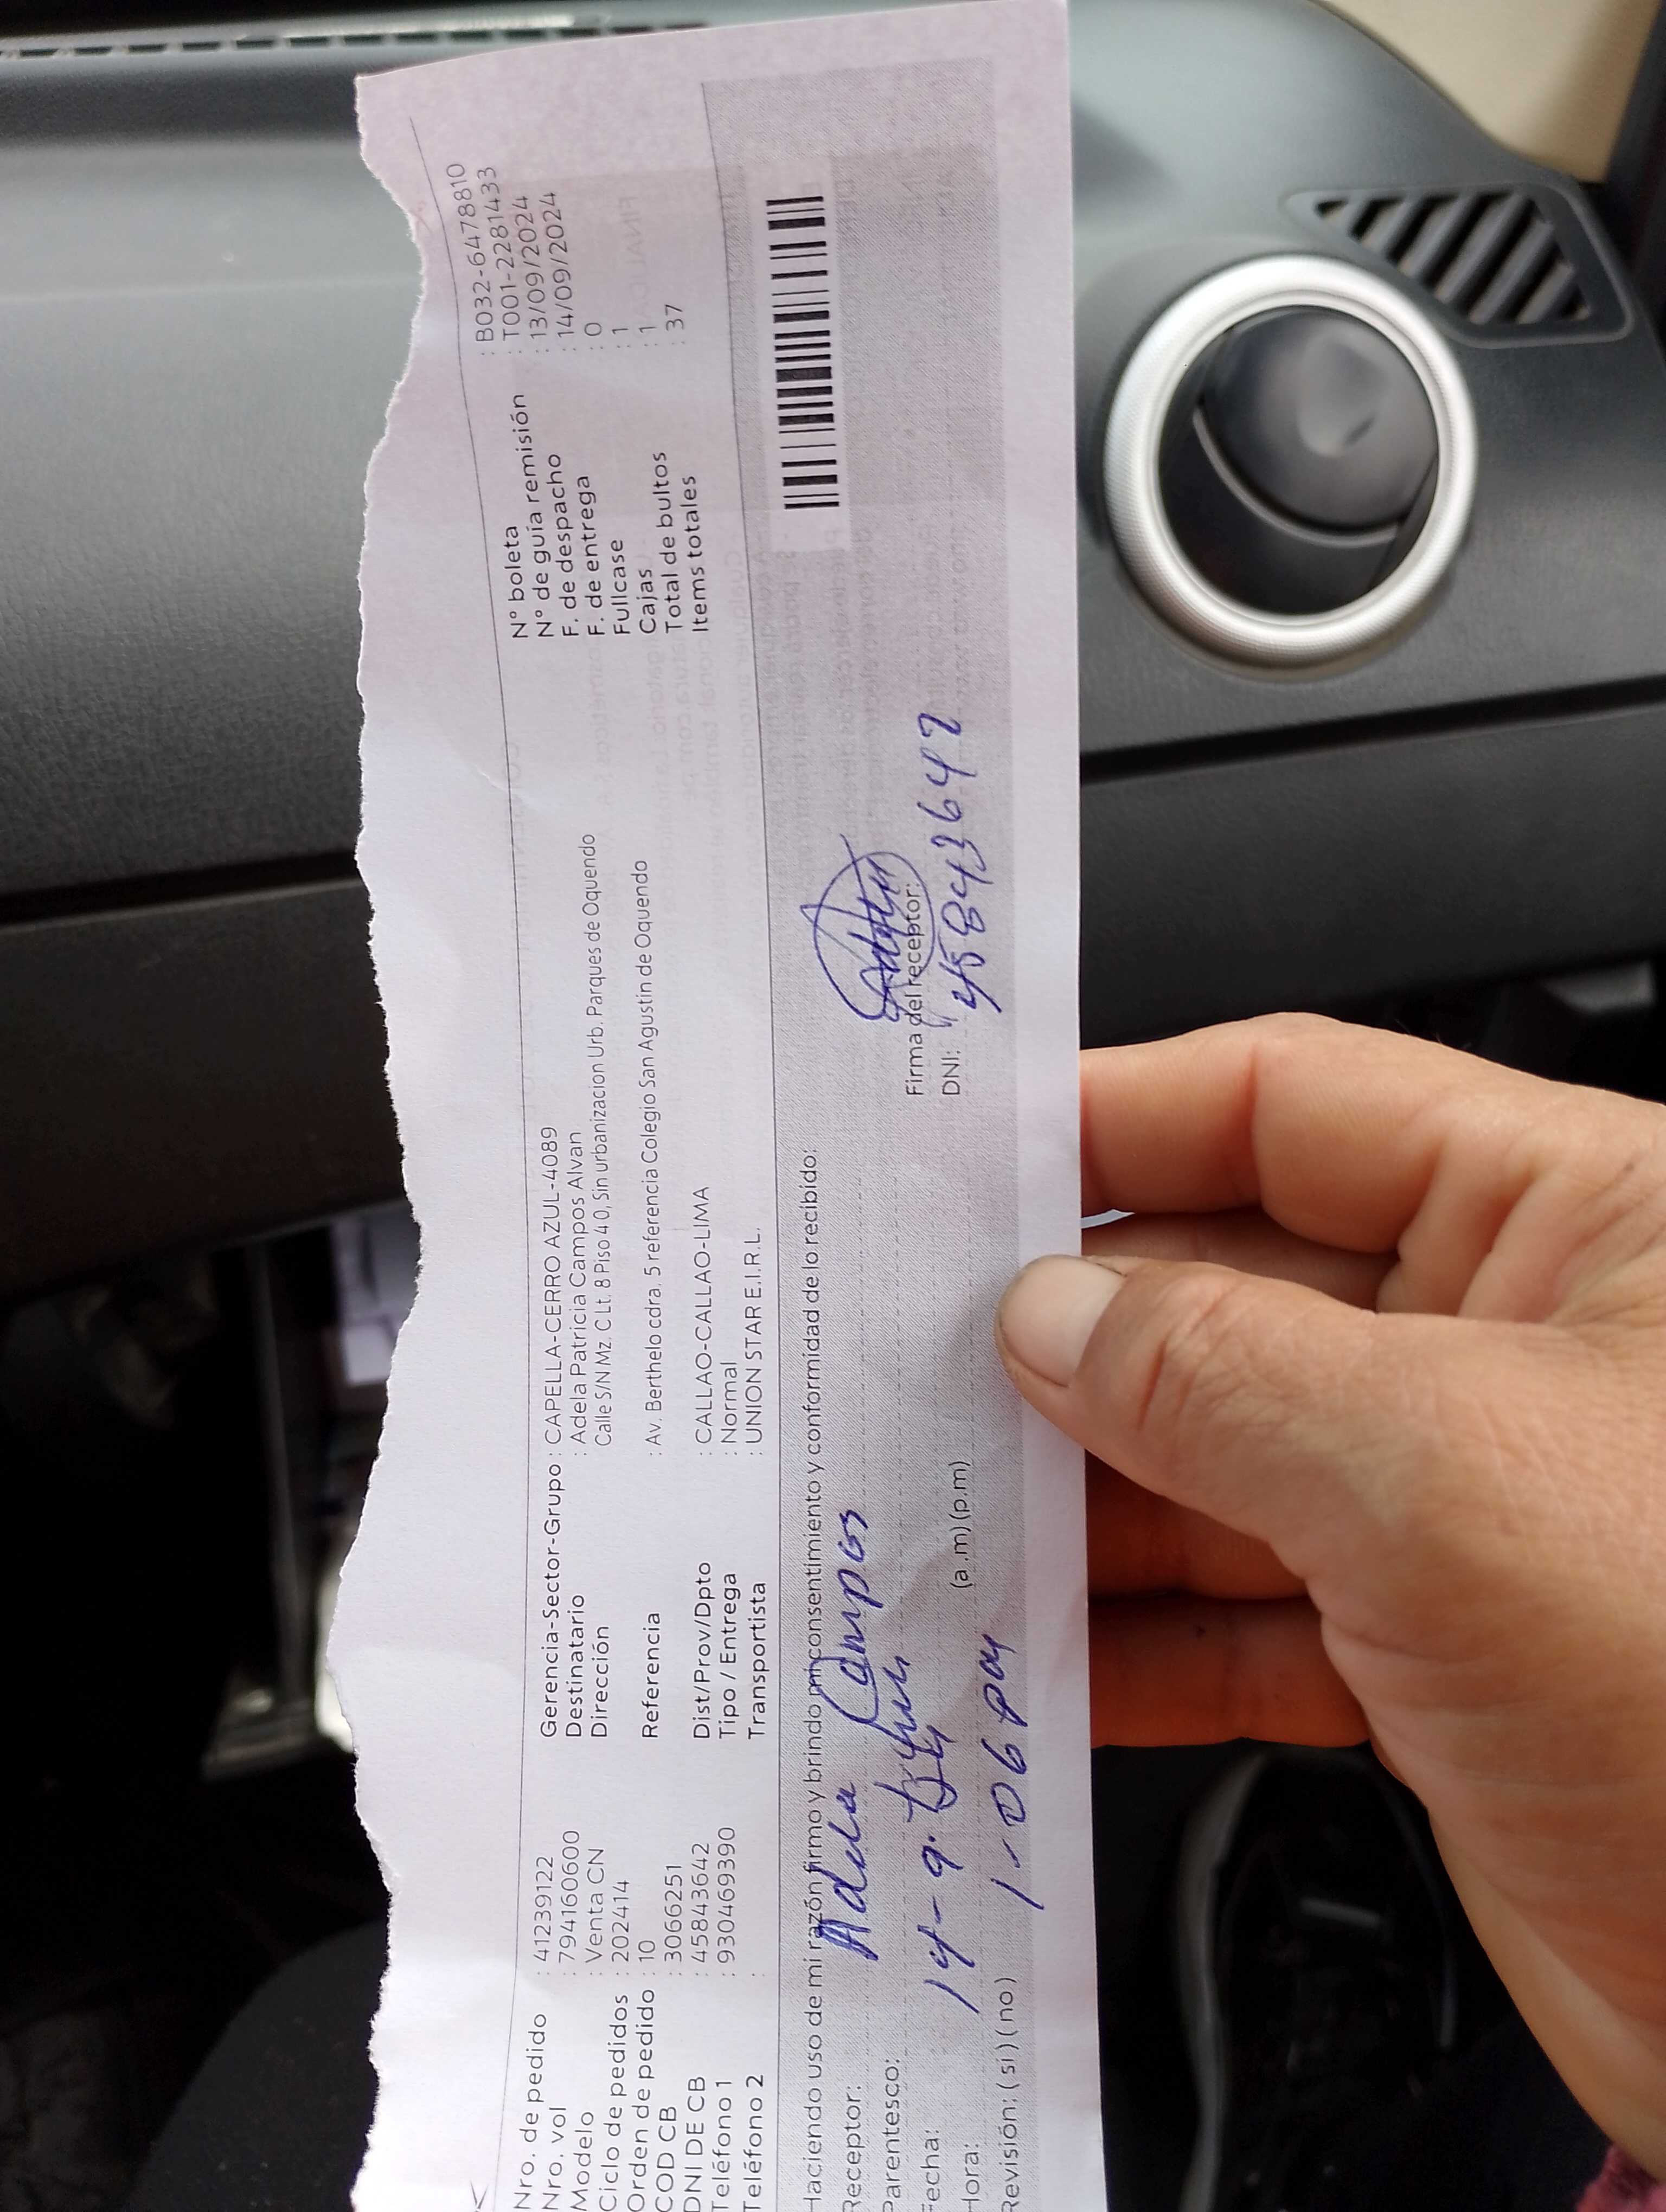 Nro. de pedido : 41239122
Nro. vol : 794160600
Modelo : Venta CN
Ciclo de pedidos : 202414
Orden de pedido : 10
COD CB : 3066251
DNI DE CB : 45843642
Teléfono 1 : 930469390
Teléfono 2 :
Gerencia-Sector-Grupo : CAPELLA-CERRO AZUL-4089
Destinatario : Adela Patricia Campos Alvan
Dirección Calle S/N Mz. C Lt. 8 Piso 4 0, Sin urbanizacion Urb. Parques de Oquendo
Referencia : Av. Berthelo cdra. 5 referencia Colegio San Agustin de Oquendo
Dist/Prov/Dpto : CALLAO-CALLAO-LIMA
Tipo / Entrega : Normal
Transportista : UNION STAR E.I.R.L.
N° boleta : B032-6478810
N° de guía remisión : T001-2281433
F. de despacho : 13/09/2024
F. de entrega : 14/09/2024
Fullcase : 0
Cajas : 1
Total de bultos : 1
Items totales : 37
Haciendo uso de mi razón firmo y brindo mi consentimiento y conformidad de lo recibido:
Receptor: Adela Campos
Parentesco:
Fecha: 14-9.
Hora: 1-06 pm (a.m) (p.m)
Revisión: ( si ) ( no )
Firma del receptor:
DNI: 45843642